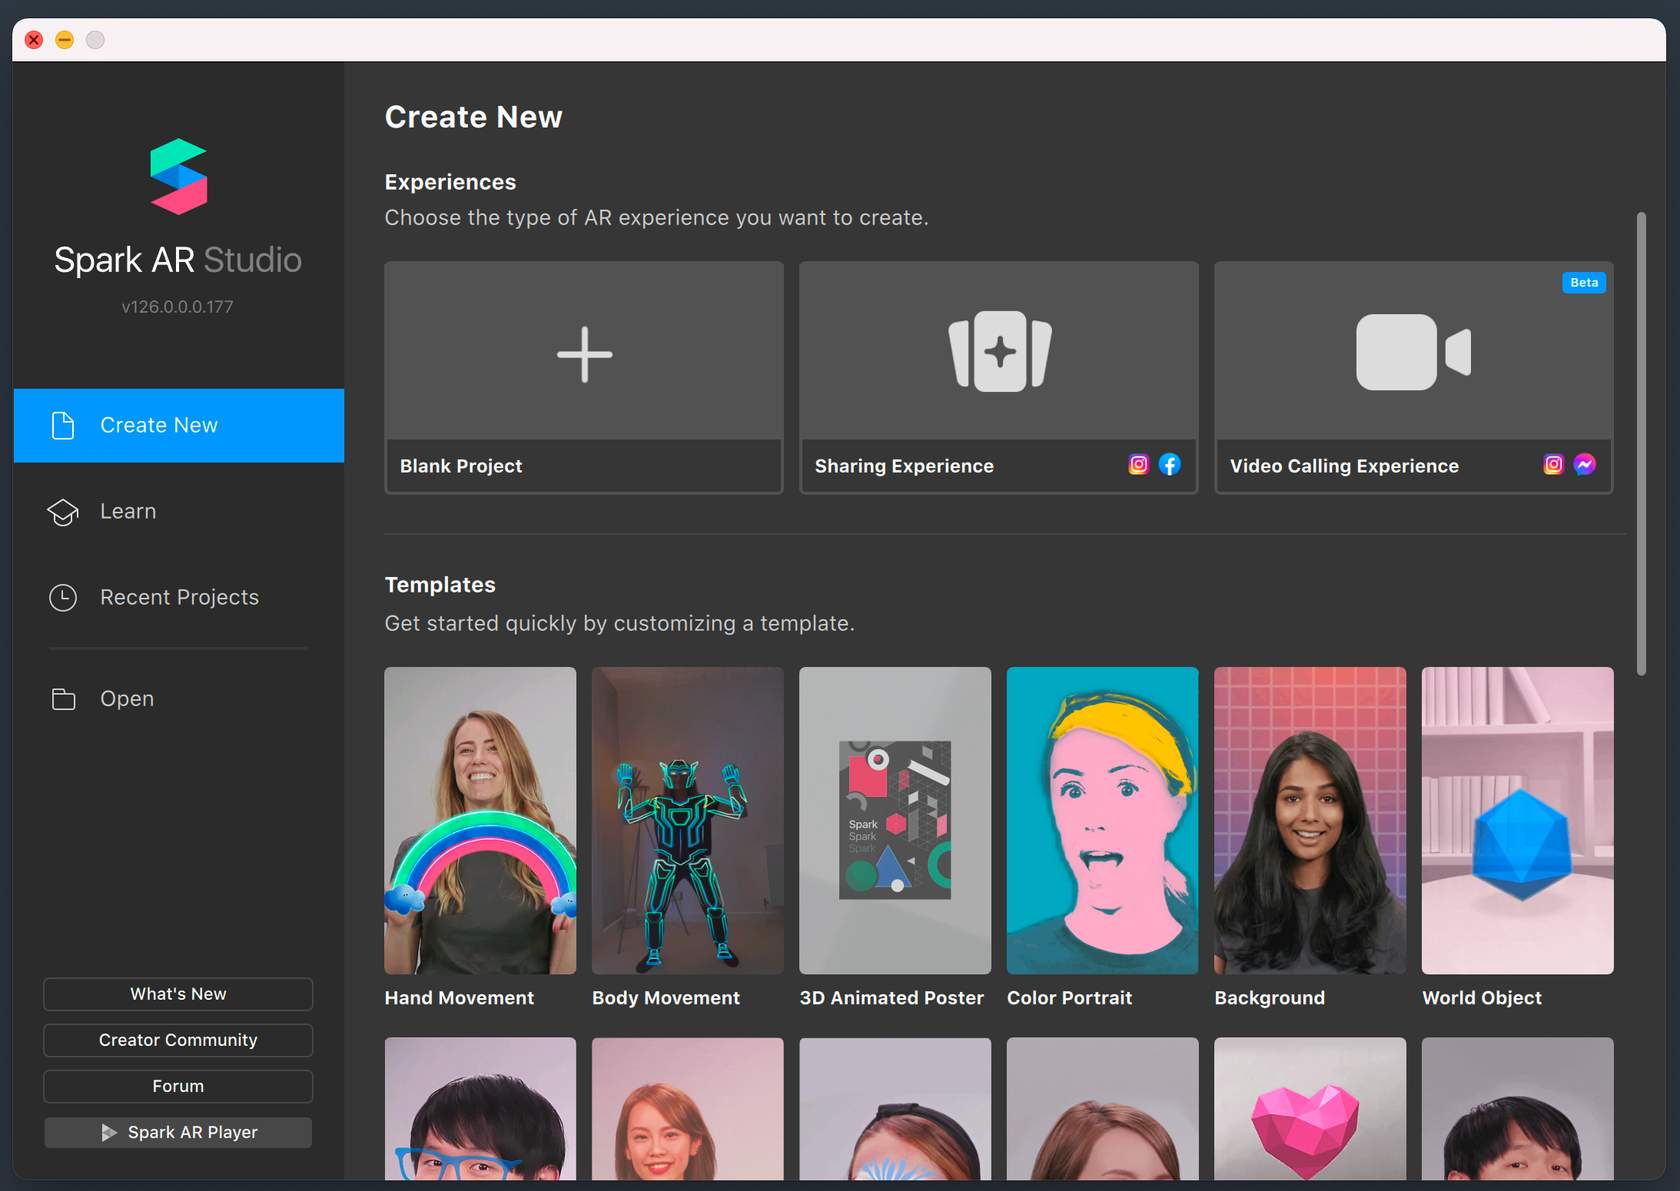 Spark AR Studio
v126.0.0.0.177
Create New
Learn
Recent Projects
Open
What's New
Creator Community
Forum
Spark AR Player
Create New
Experiences
Choose the type of AR experience you want to create.
Blank Project
Sharing Experience
Beta
Video Calling Experience
Templates
Get started quickly by customizing a template.
Spark
Spark
Spark
Hand Movement
Body Movement
3D Animated Poster
Color Portrait
Background
World Object